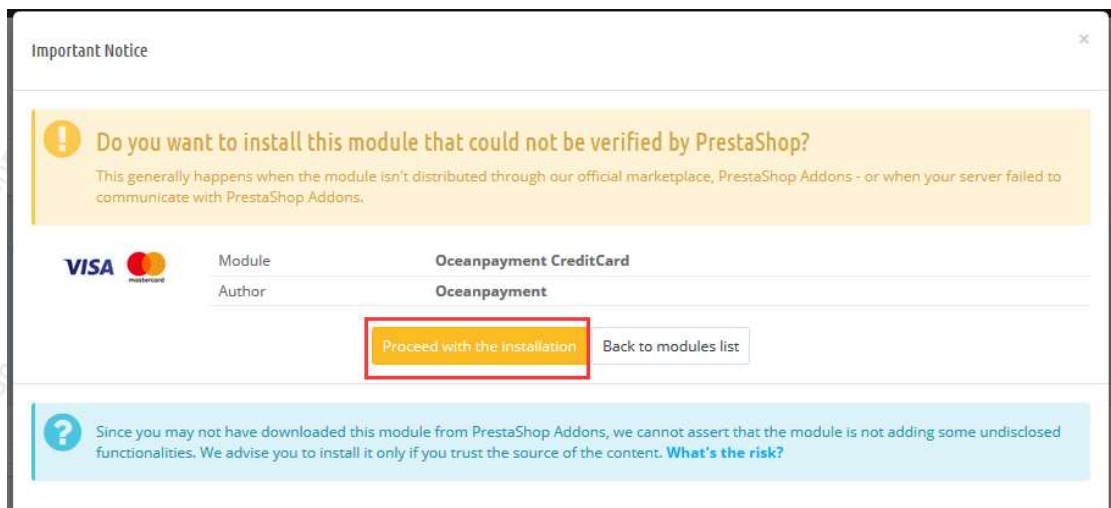 Important Notice
×
Do you want to install this module that could not be verified by PrestaShop?
This generally happens when the module isn't distributed through our official marketplace, PrestaShop Addons - or when your server failed to
communicate with PrestaShop Addons.
VISA
mastercard
Module Oceanpayment CreditCard
Author Oceanpayment
Proceed with the installation Back to modules list
Since you may not have downloaded this module from PrestaShop Addons, we cannot assert that the module is not adding some undisclosed
functionalities. We advise you to install it only if you trust the source of the content. What's the risk?